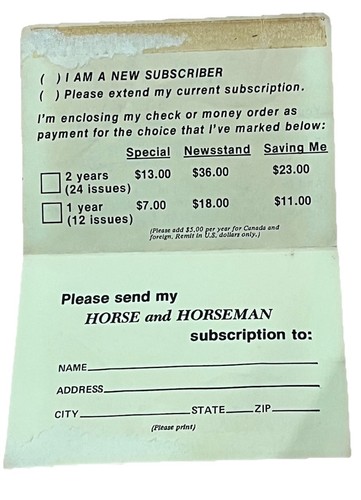 ( ) I AM A NEW SUBSCRIBER
( ) Please extend my current subscription.
I'm enclosing my check or money order as
payment for the choice that I've marked below:
Special Newsstand Saving Me
2 years $13.00 $36.00 $23.00
(24 issues)
1 year $7.00 $18.00 $11.00
(12 issues)
(Please add $5.00 per year for Canada and
foreign. Remit in U.S. dollars only.)
Please send my
HORSE and HORSEMAN
subscription to:
NAME
ADDRESS
CITY STATE ZIP
(Please print)